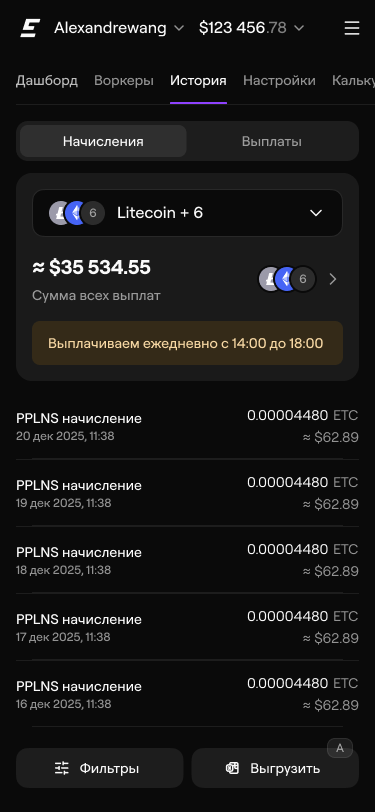 Alexandrewang $123 456.78
Дашборд Воркеры История Настройки Кальку
Начисления Выплаты
6 Litecoin + 6
≈ $35 534.55
6
Сумма всех выплат
Выплачиваем ежедневно с 14:00 до 18:00
PPLNS начисление 0.00004480 ETC
20 дек 2025, 11:38 ≈ $62.89
PPLNS начисление 0.00004480 ETC
19 дек 2025, 11:38 ≈ $62.89
PPLNS начисление 0.00004480 ETC
18 дек 2025, 11:38 ≈ $62.89
PPLNS начисление 0.00004480 ETC
17 дек 2025, 11:38 ≈ $62.89
PPLNS начисление 0.00004480 ETC
16 дек 2025, 11:38 ≈ $62.89
A
Фильтры Выгрузить